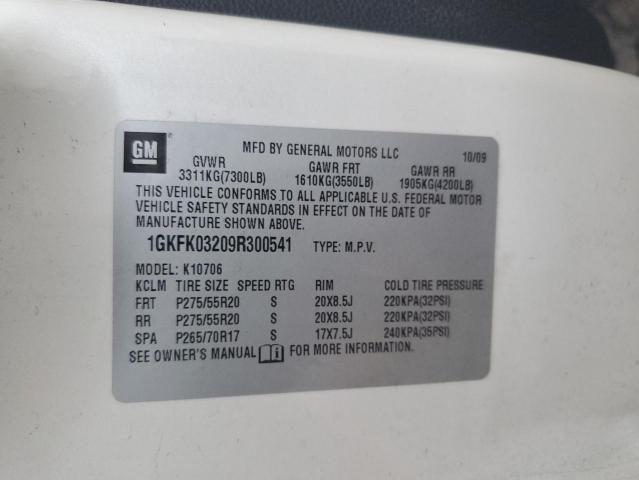 GM
MFD BY GENERAL MOTORS LLC 10/09
GVWR GAWR FRT GAWR RR
3311KG(7300LB) 1610KG(3550LB) 1905KG(4200LB)
THIS VEHICLE CONFORMS TO ALL APPLICABLE U.S. FEDERAL MOTOR
VEHICLE SAFETY STANDARDS IN EFFECT ON THE DATE OF
MANUFACTURE SHOWN ABOVE.
1GKFK03209R300541 TYPE: M.P.V.
MODEL: K10706
KCLM TIRE SIZE SPEED RTG RIM COLD TIRE PRESSURE
FRT P275/55R20 S 20X8.5J 220KPA(32PSI)
RR P275/55R20 S 20X8.5J 220KPA(32PSI)
SPA P265/70R17 S 17X7.5J 240KPA(35PSI)
SEE OWNER'S MANUAL FOR MORE INFORMATION.